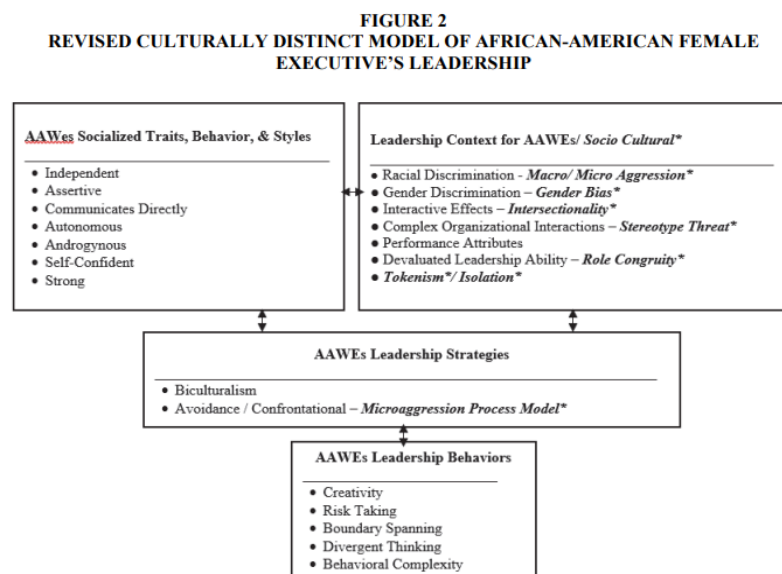 FIGURE 2
REVISED CULTURALLY DISTINCT MODEL OF AFRICAN-AMERICAN FEMALE
EXECUTIVE'S LEADERSHIP
AAWes Socialized Traits, Behavior, & Styles
• Independent
• Assertive
• Communicates Directly
• Autonomous
• Androgynous
• Self-Confident
• Strong
Leadership Context for AAWEs/ Socio Cultural*
• Racial Discrimination - Macro/ Micro Aggression*
• Gender Discrimination – Gender Bias*
• Interactive Effects – Intersectionality*
• Complex Organizational Interactions – Stereotype Threat*
• Performance Attributes
• Devaluated Leadership Ability – Role Congruity*
• Tokenism*/ Isolation*
AAWEs Leadership Strategies
• Biculturalism
• Avoidance / Confrontational – Microaggression Process Model*
AAWEs Leadership Behaviors
• Creativity
• Risk Taking
• Boundary Spanning
• Divergent Thinking
• Behavioral Complexity